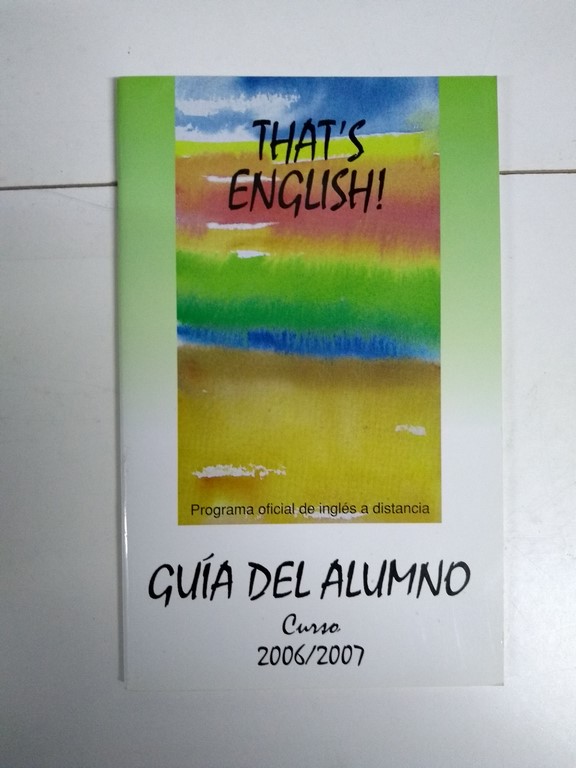 THAT'S
ENGLISH!
Programa oficial de inglés a distancia
GUÍA DEL ALUMNO
Curso
2006/2007